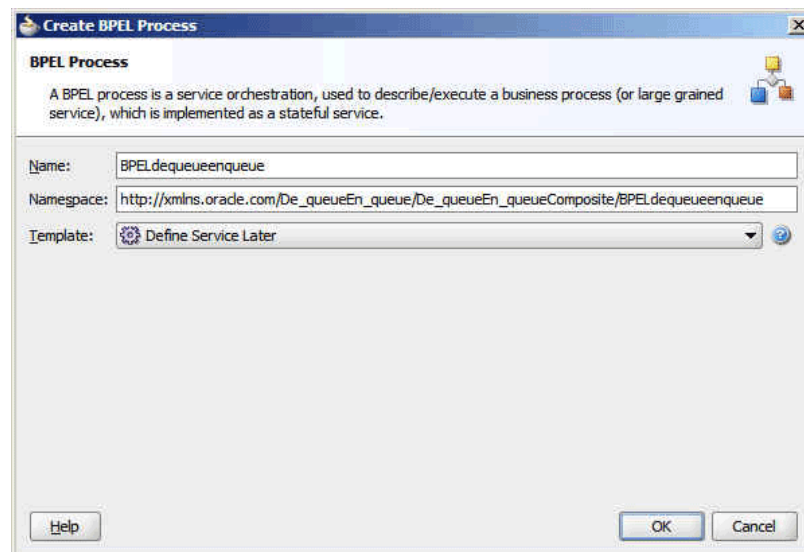 Create BPEL Process
BPEL Process
A BPEL process is a service orchestration, used to describe/execute a business process (or large grained
service), which is implemented as a stateful service.
Name: BPELdequeueenqueue
Namespace: http://xmlns.oracle.com/De_queueEn_queue/De_queueEn_queueComposite/BPELdequeueenqueue
Template: Define Service Later
Help OK Cancel